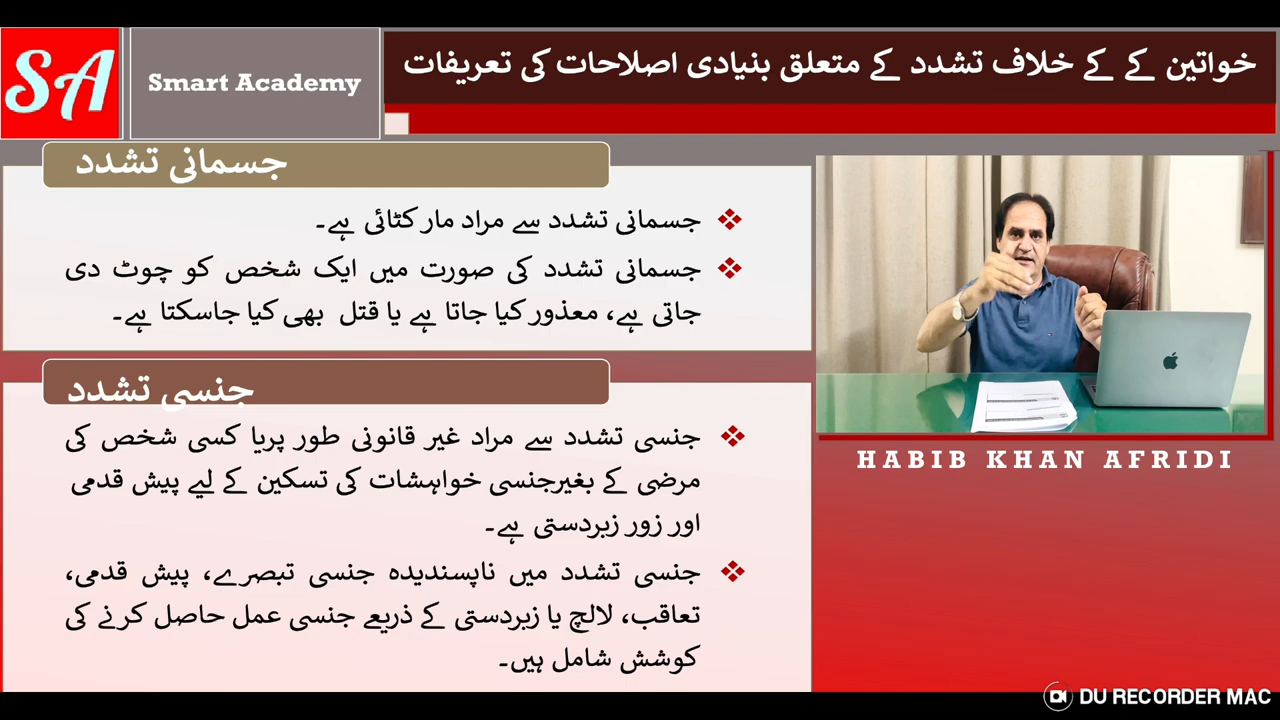 SA
Smart Academy
خواتین کے کے خلاف تشدد کے متعلق بنیادی اصلاحات کی تعریفات
جسمانی تشدد
جسمانی تشدد سے مراد مار کٹائی ہے۔
جسمانی تشدد کی صورت میں ایک شخص کو چوٹ دی
جاتی ہے، معذور کیا جاتا ہے یا قتل بھی کیا جاسکتا ہے۔
جنسی تشدد
جنسی تشدد سے مراد غیر قانونی طور پریا کسی شخص کی
مرضی کے بغیرجنسی خواہشات کی تسکین کے لیے پیش قدمی
اور زور زبردستی ہے۔
جنسی تشدد میں ناپسندیدہ جنسی تبصرے، پیش قدمی،
تعاقب، لالچ یا زبردستی کے ذریعے جنسی عمل حاصل کرنے کی
کوشش شامل ہیں۔
HABIB KHAN AFRIDI
DU RECORDER MAC